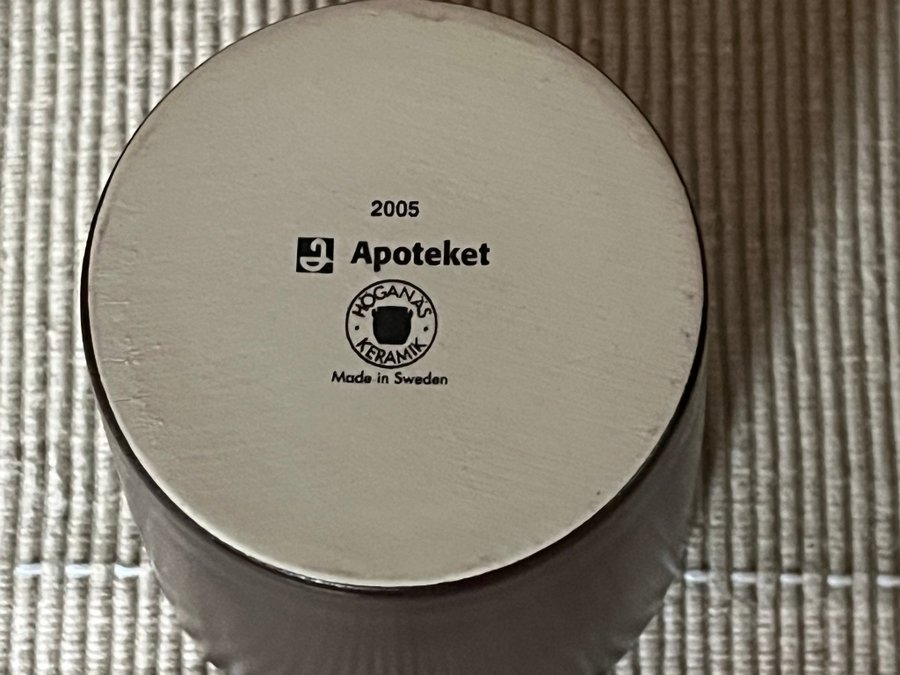 2005
Apoteket
HÖGANÄS
KERAMIK
Made in Sweden